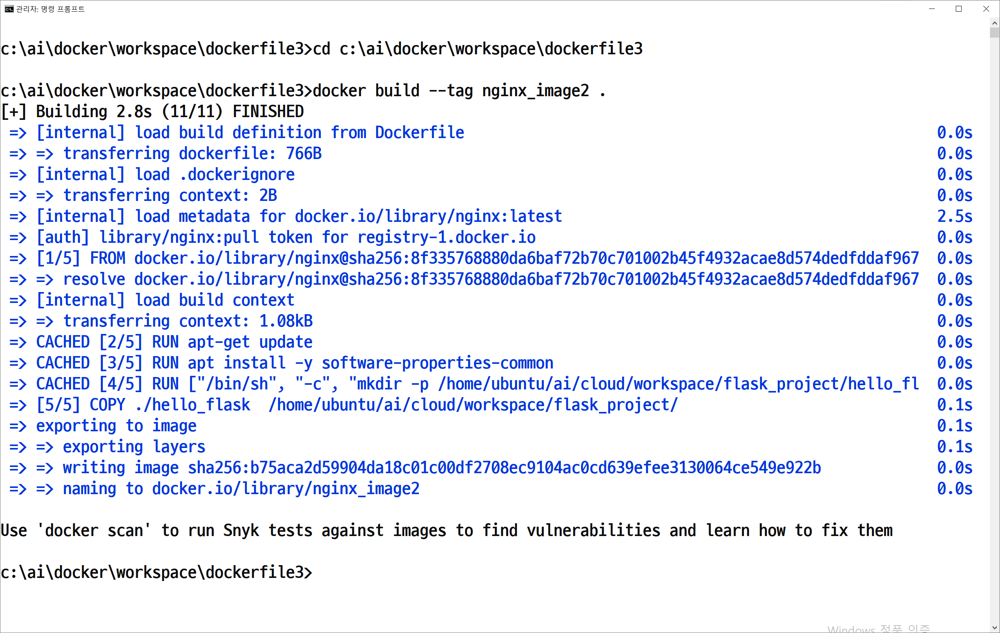 관리자: 명령 프롬프트
c:\ai\docker\workspace\dockerfile3>cd c:\ai\docker\workspace\dockerfile3
c:\ai\docker\workspace\dockerfile3>docker build --tag nginx_image2 .
[+] Building 2.8s (11/11) FINISHED
=> [internal] load build definition from Dockerfile 0.0s
=> => transferring dockerfile: 766B 0.0s
=> [internal] load .dockerignore 0.0s
=> => transferring context: 2B 0.0s
=> [internal] load metadata for docker.io/library/nginx:latest 2.5s
=> [auth] library/nginx:pull token for registry-1.docker.io 0.0s
=> [1/5] FROM docker.io/library/nginx@sha256:8f335768880da6baf72b70c701002b45f4932acae8d574dedfddaf967 0.0s
=> => resolve docker.io/library/nginx@sha256:8f335768880da6baf72b70c701002b45f4932acae8d574dedfddaf967 0.0s
=> [internal] load build context 0.0s
=> => transferring context: 1.08kB 0.0s
=> CACHED [2/5] RUN apt-get update 0.0s
=> CACHED [3/5] RUN apt install -y software-properties-common 0.0s
=> CACHED [4/5] RUN ["/bin/sh", "-c", "mkdir -p /home/ubuntu/ai/cloud/workspace/flask_project/hello_fl 0.0s
=> [5/5] COPY ./hello_flask  /home/ubuntu/ai/cloud/workspace/flask_project/ 0.1s
=> exporting to image 0.1s
=> => exporting layers 0.1s
=> => writing image sha256:b75aca2d59904da18c01c00df2708ec9104ac0cd639efee3130064ce549e922b 0.0s
=> => naming to docker.io/library/nginx_image2 0.0s
Use 'docker scan' to run Snyk tests against images to find vulnerabilities and learn how to fix them
c:\ai\docker\workspace\dockerfile3>
Windows 정품 인증